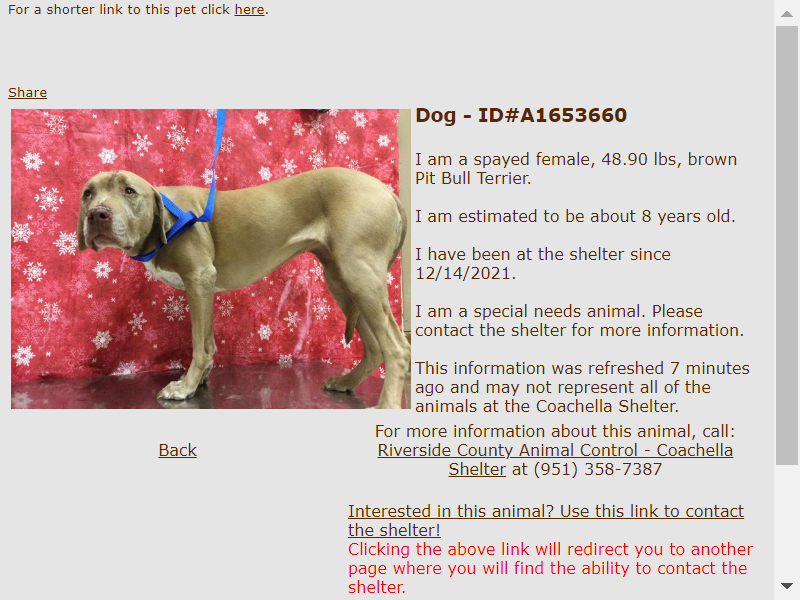 For a shorter link to this pet click here.
Share
Dog - ID#A1653660
I am a spayed female, 48.90 lbs, brown
Pit Bull Terrier.
I am estimated to be about 8 years old.
I have been at the shelter since
12/14/2021.
I am a special needs animal. Please
contact the shelter for more information.
This information was refreshed 7 minutes
ago and may not represent all of the
animals at the Coachella Shelter.
For more information about this animal, call:
Riverside County Animal Control - Coachella
Shelter at (951) 358-7387
Back
Interested in this animal? Use this link to contact
the shelter!
Clicking the above link will redirect you to another
page where you will find the ability to contact the
shelter.